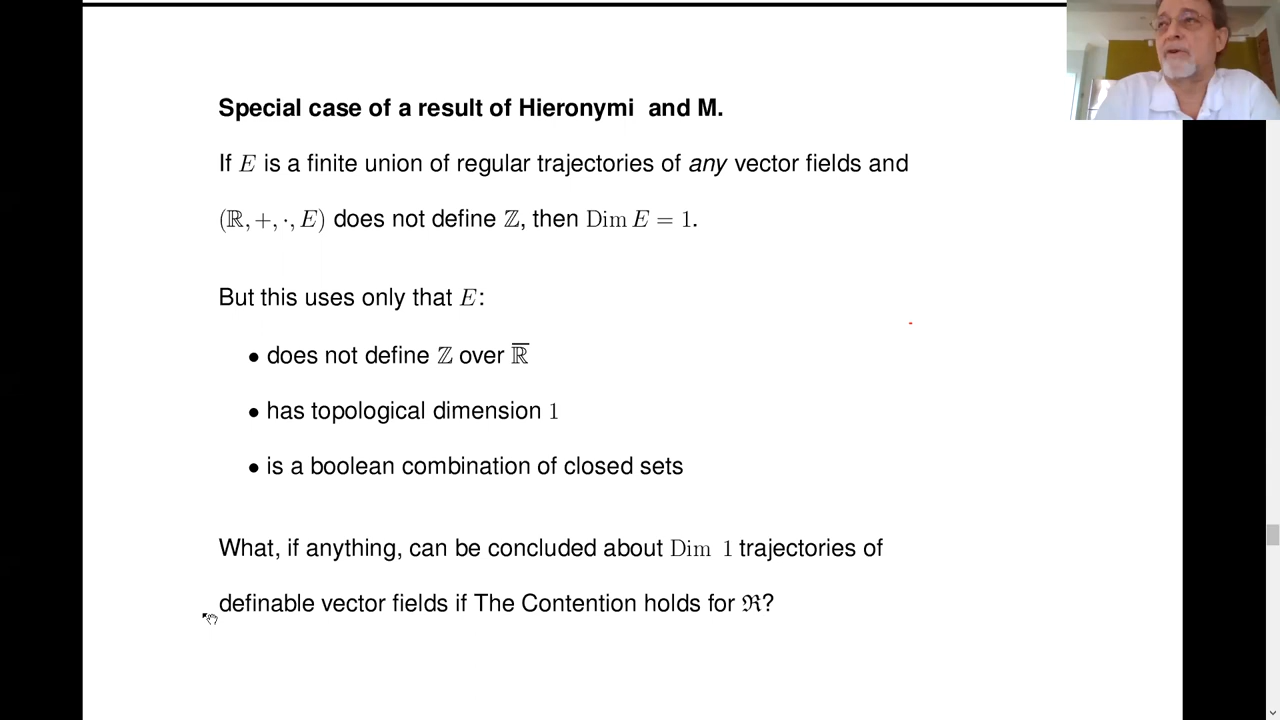 Special case of a result of Hieronymi and M.
If E is a finite union of regular trajectories of any vector fields and
(ℝ, +, ·, E) does not define ℤ, then Dim E = 1.
But this uses only that E:
• does not define ℤ over ℝ̅
• has topological dimension 1
• is a boolean combination of closed sets
What, if anything, can be concluded about Dim 1 trajectories of
definable vector fields if The Contention holds for ℜ?